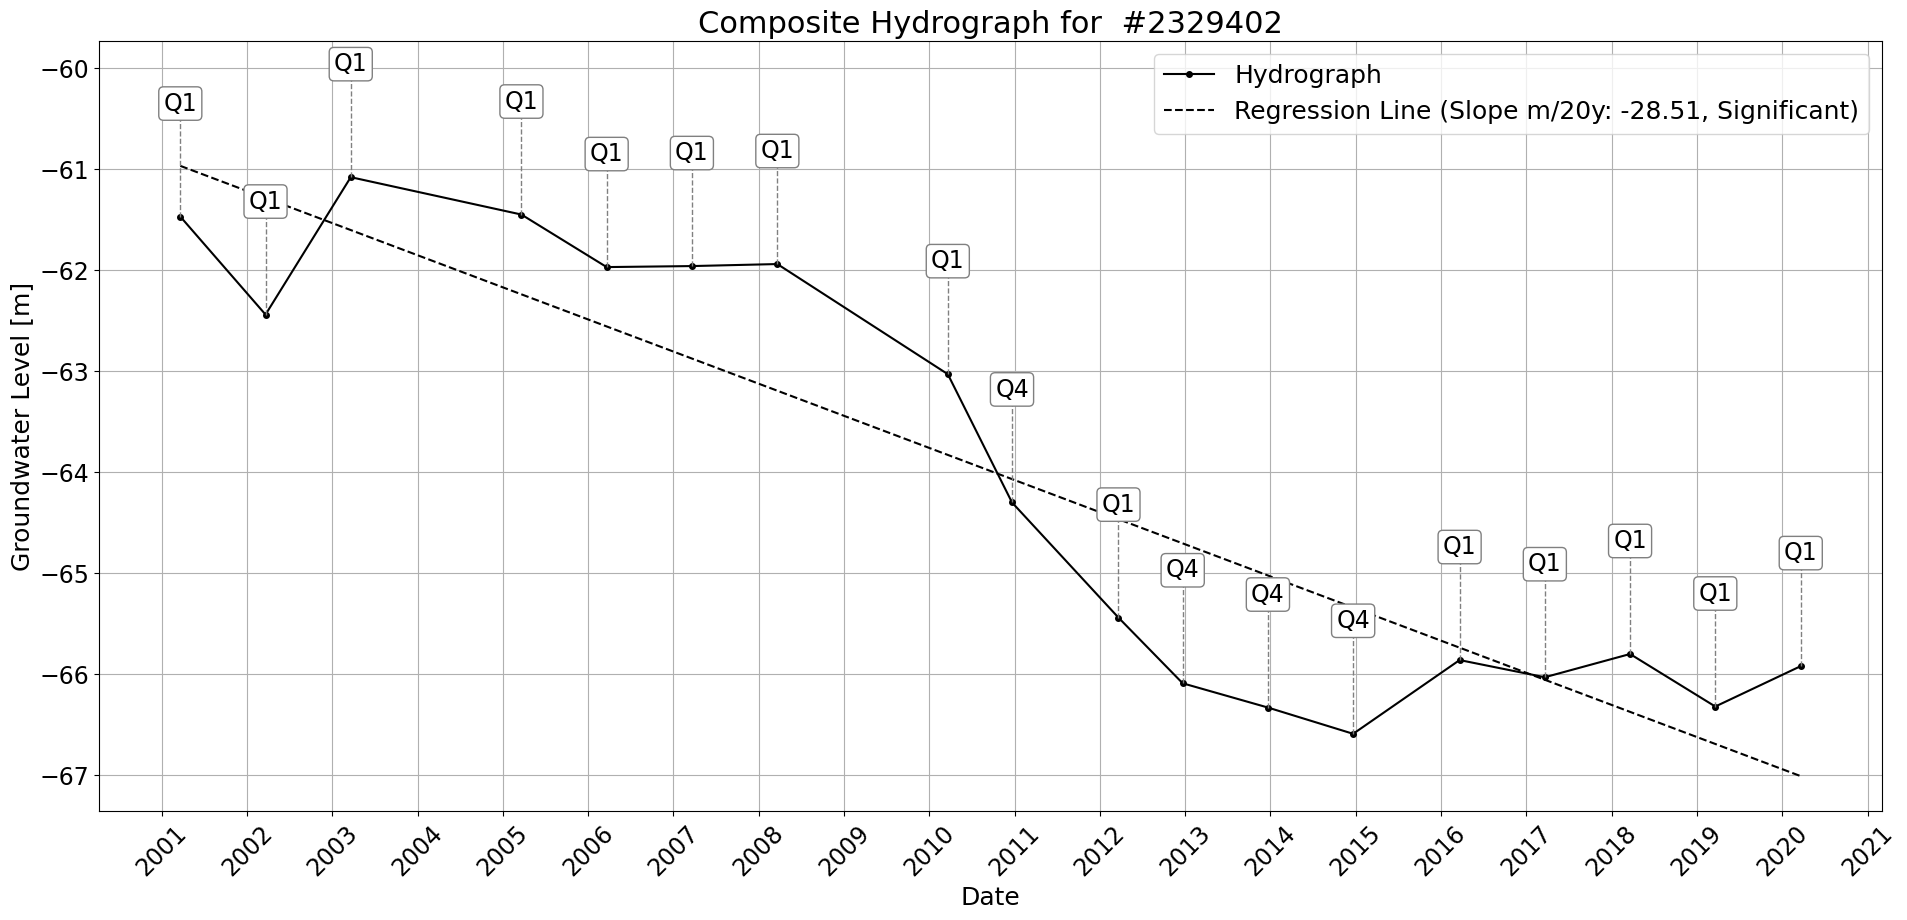 Composite Hydrograph for  #2329402
Hydrograph
Regression Line (Slope m/20y: -28.51, Significant)
Groundwater Level [m]
−60
−61
−62
−63
−64
−65
−66
−67
Q1
Q1
Q1
Q1
Q1
Q1
Q1
Q1
Q4
Q1
Q4
Q4
Q4
Q1
Q1
Q1
Q1
Q1
2001
2002
2003
2004
2005
2006
2007
2008
2009
2010
2011
2012
2013
2014
2015
2016
2017
2018
2019
2020
2021
Date